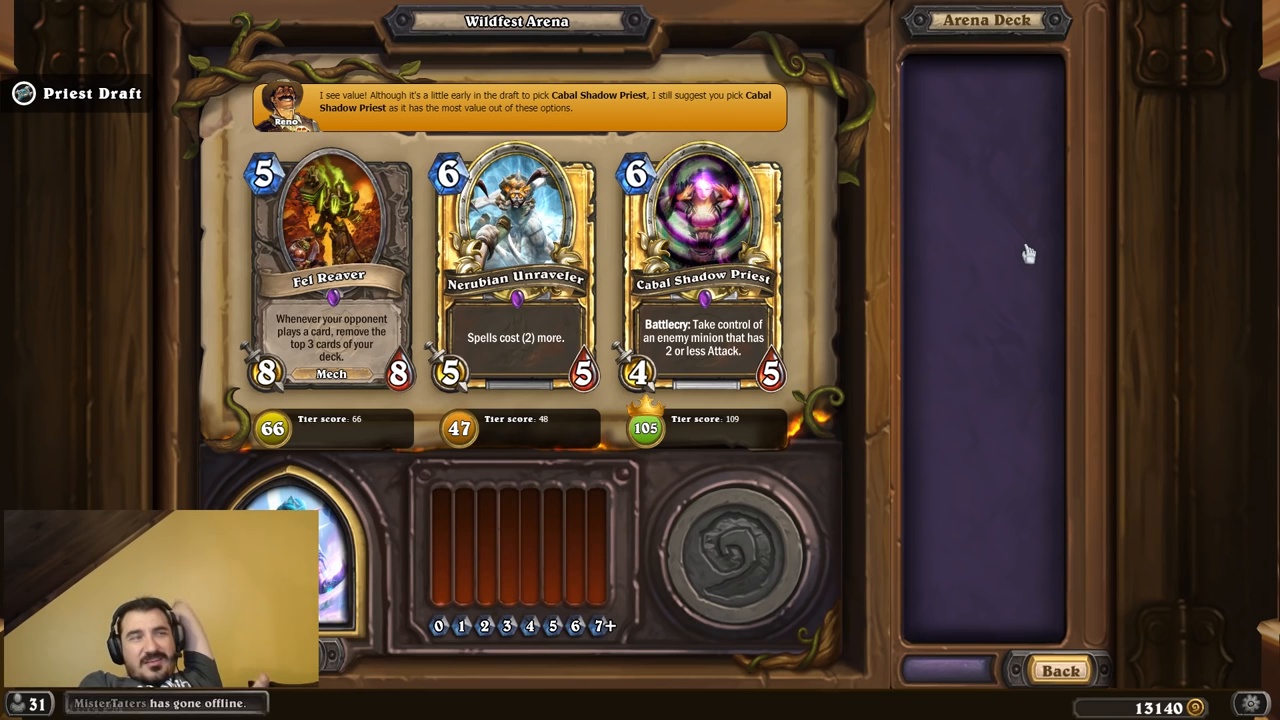 Wildfest Arena
Arena Deck
Priest Draft
I see value! Although it's a little early in the draft to pick Cabal Shadow Priest, I still suggest you pick Cabal
Shadow Priest as it has the most value out of these options.
Reno
5
6
6
Fel Reaver
Nerubian Unraveler
Cabal Shadow Priest
Whenever your opponent
plays a card, remove the
top 3 cards of your
deck.
Mech
8
8
Spells cost (2) more.
5
5
Battlecry: Take control of
an enemy minion that has
2 or less Attack.
4
5
66
Tier score: 66
47
Tier score: 48
105
Tier score: 109
0 1 2 3 4 5 6 7+
Back
31
MisterTaters has gone offline.
13140